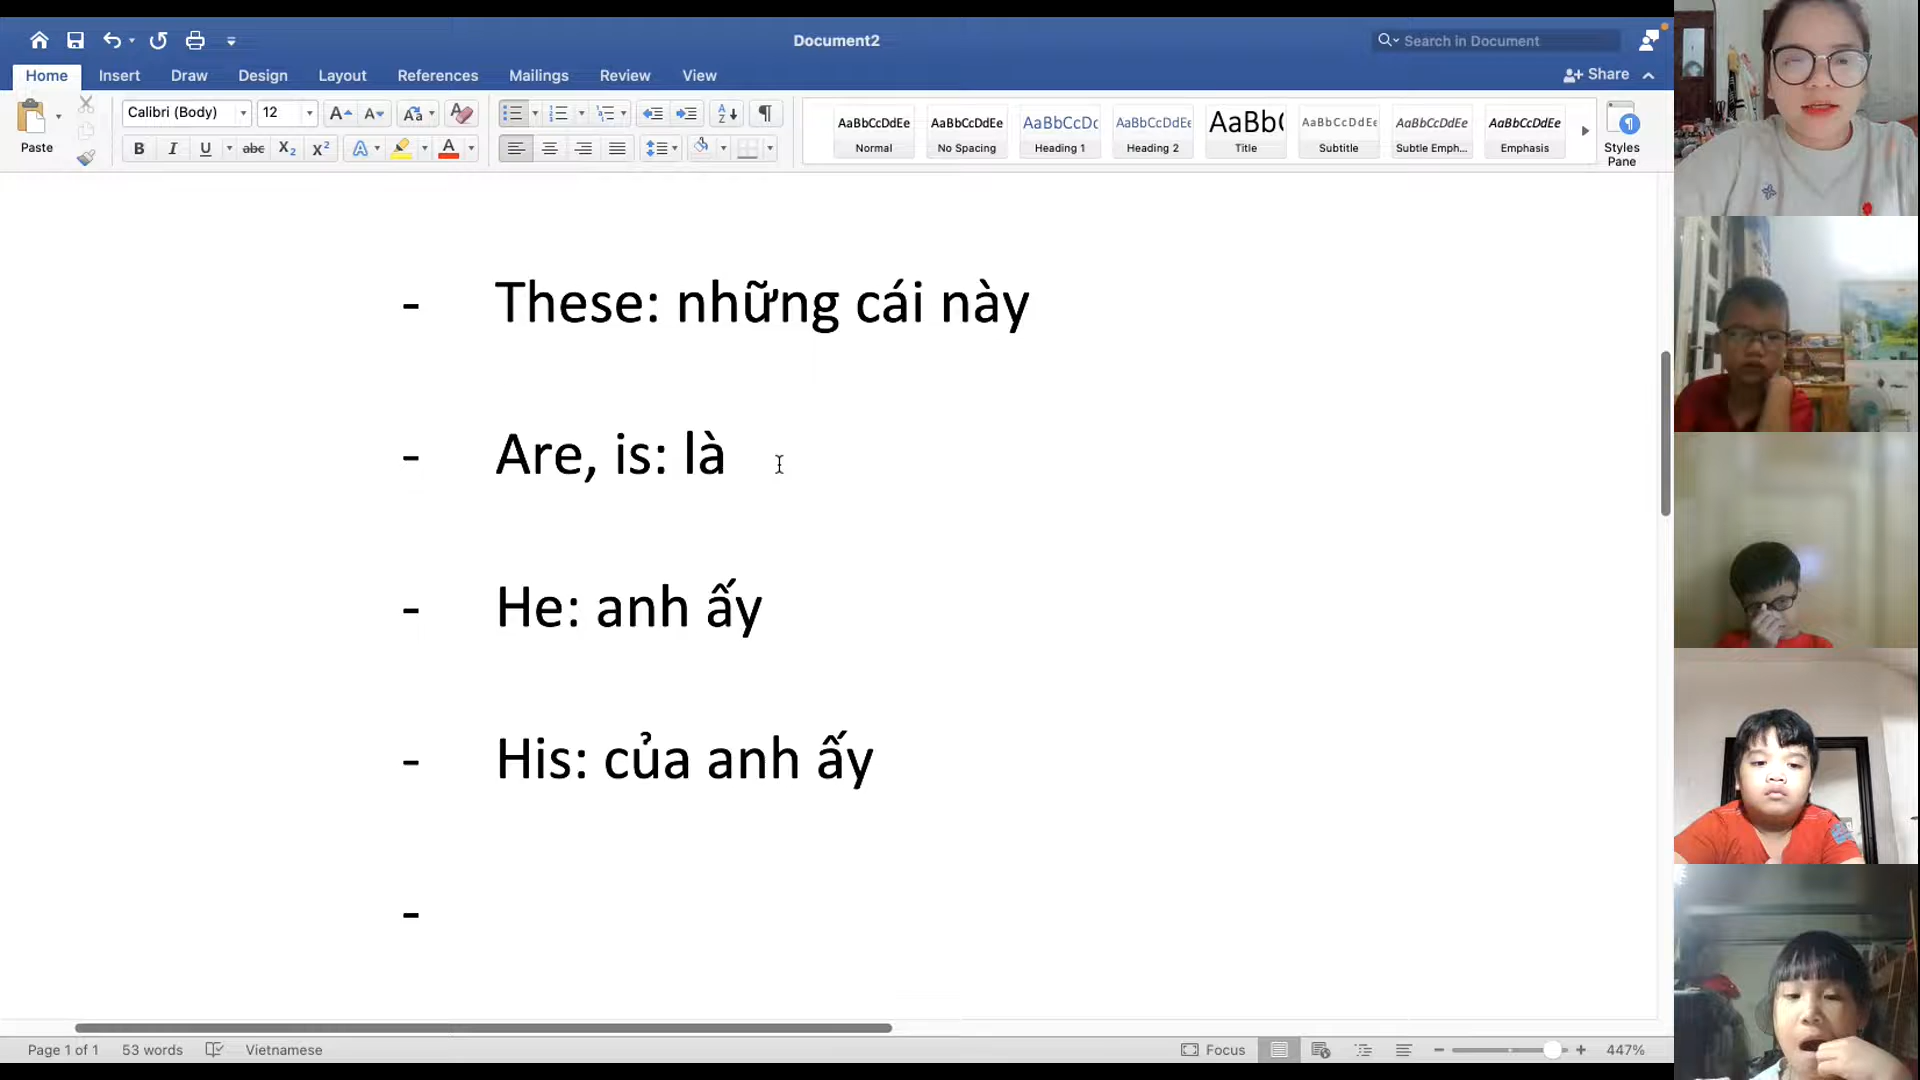 Document2
Search in Document
Home Insert Draw Design Layout References Mailings Review View
Share
Paste
Calibri (Body) 12
AaBbCcDdEe AaBbCcDdEe AaBbCcDc AaBbCcDdEe AaBb( AaBbCcDdEe AaBbCcDdEe AaBbCcDdEe
Normal No Spacing Heading 1 Heading 2 Title Subtitle Subtle Emph... Emphasis
Styles Pane
- These: những cái này
- Are, is: là
- He: anh ấy
- His: của anh ấy
-
Page 1 of 1 53 words Vietnamese
Focus 447%